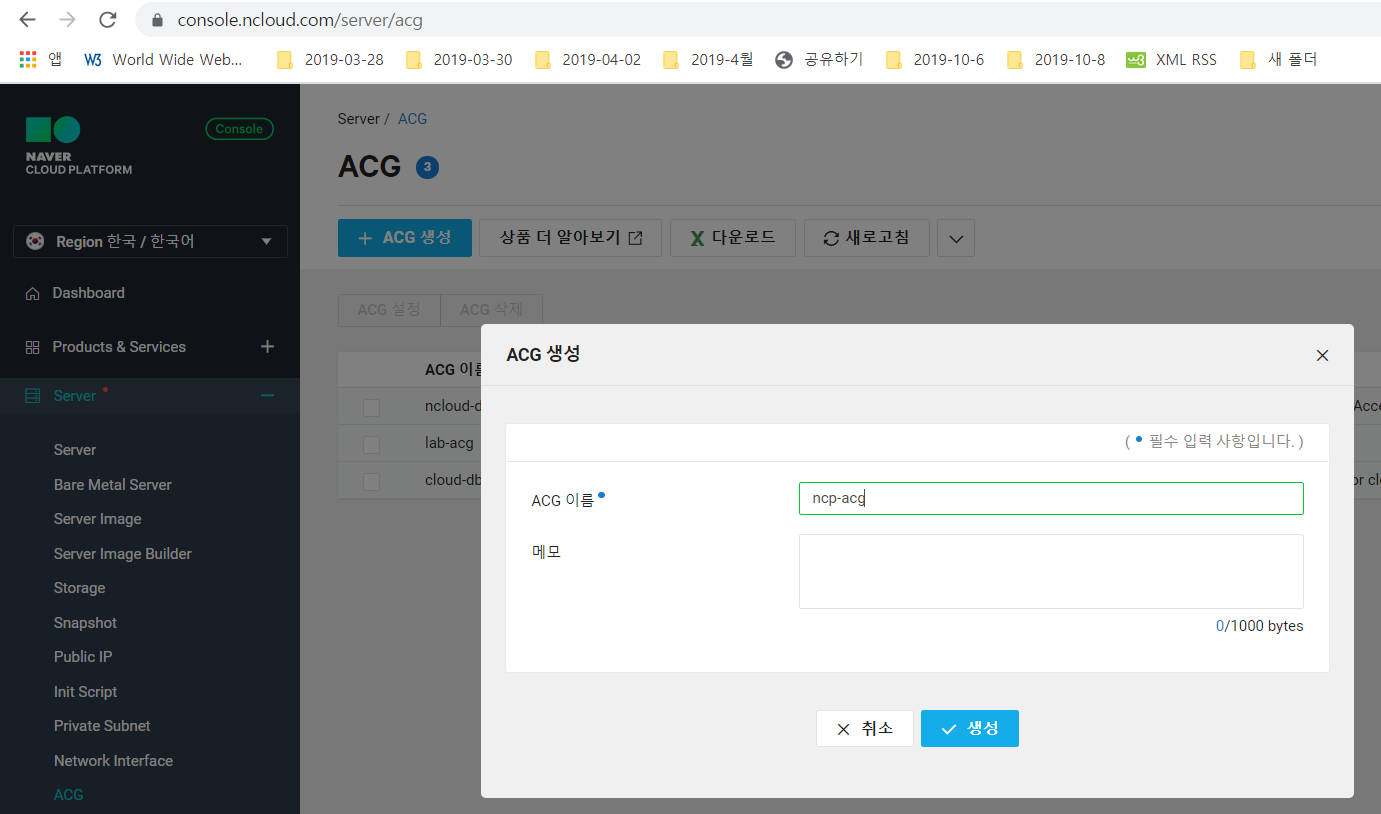 console.ncloud.com/server/acg
앱 World Wide Web... 2019-03-28 2019-03-30 2019-04-02 2019-4월 공유하기 2019-10-6 2019-10-8 XML RSS 새 폴더
NAVER
CLOUD PLATFORM
Console
Region 한국 / 한국어
Dashboard
Products & Services
Server
Server
Bare Metal Server
Server Image
Server Image Builder
Storage
Snapshot
Public IP
Init Script
Private Subnet
Network Interface
ACG
Server / ACG
ACG 3
ACG 생성 상품 더 알아보기 다운로드 새로고침
ACG 설정 ACG 삭제
ACG 이름
ncloud-d
lab-acg
cloud-db
Acce
or clo
ACG 생성
( • 필수 입력 사항입니다. )
ACG 이름
ncp-acg
메모
0/1000 bytes
취소 생성